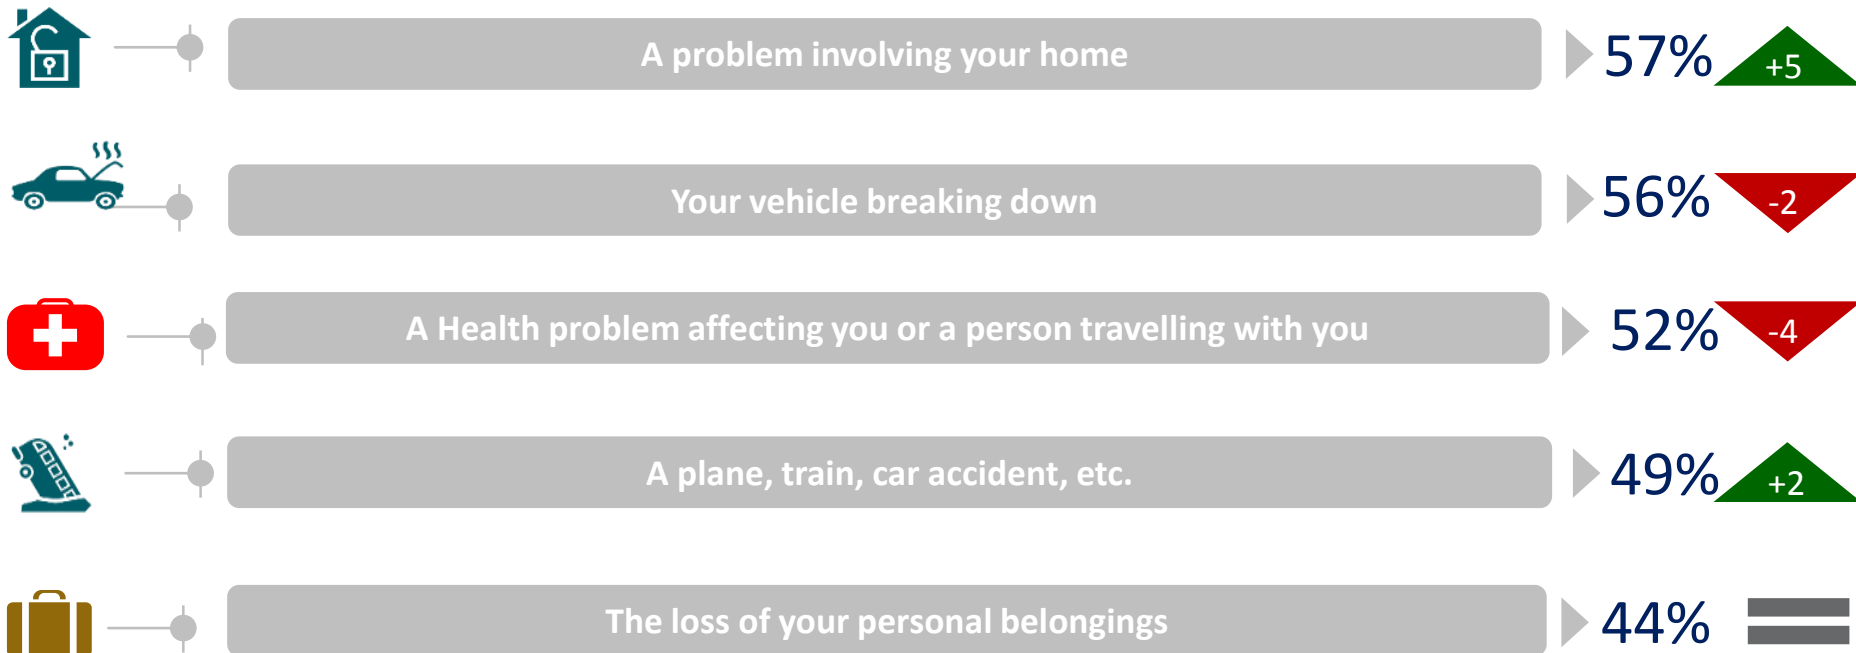 A problem involving your home 57% +5
Your vehicle breaking down 56% -2
A Health problem affecting you or a person travelling with you 52% -4
A plane, train, car accident, etc. 49% +2
The loss of your personal belongings 44%